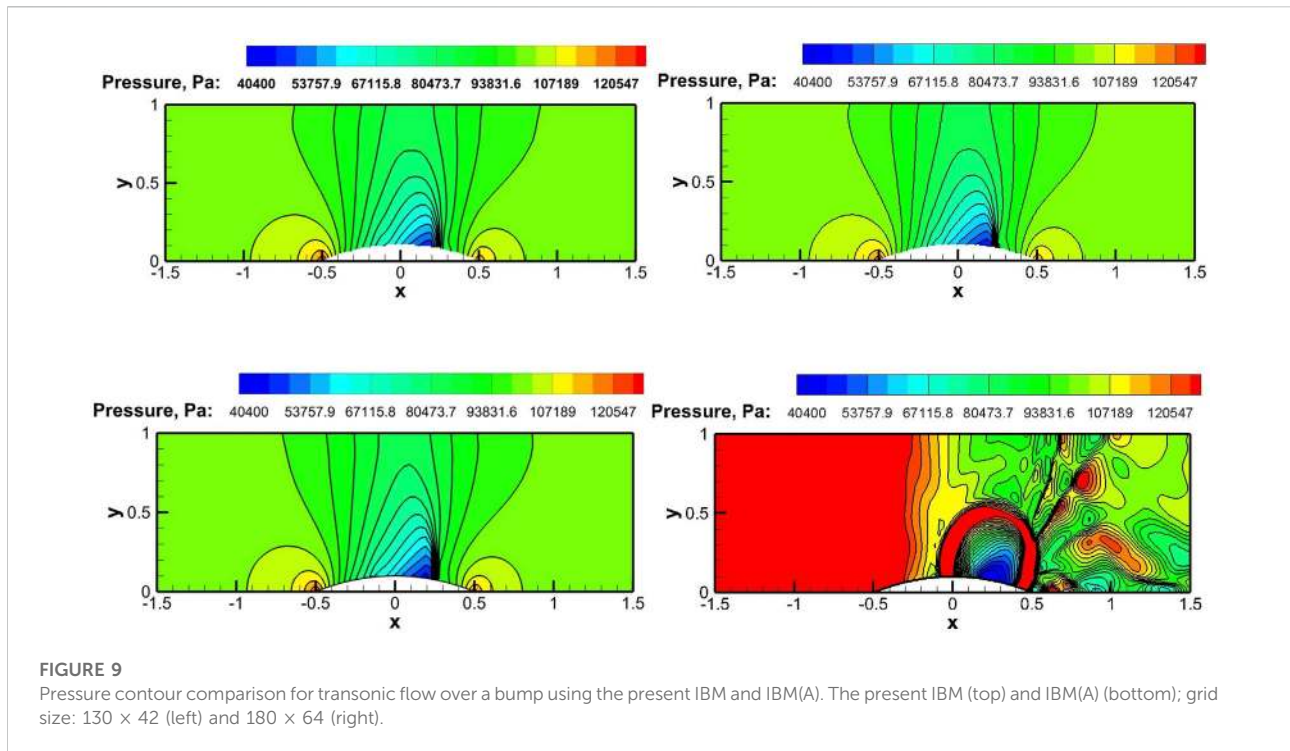 Pressure, Pa: 40400 53757.9 67115.8 80473.7 93831.6 107189 120547
1
y 0.5
0
-1.5 -1 -0.5 0 0.5 1 1.5
x
Pressure, Pa: 40400 53757.9 67115.8 80473.7 93831.6 107189 120547
1
y 0.5
0
-1.5 -1 -0.5 0 0.5 1 1.5
x
Pressure, Pa: 40400 53757.9 67115.8 80473.7 93831.6 107189 120547
1
y 0.5
0
-1.5 -1 -0.5 0 0.5 1 1.5
x
Pressure, Pa: 40400 53757.9 67115.8 80473.7 93831.6 107189 120547
1
y 0.5
0
-1.5 -1 -0.5 0 0.5 1 1.5
x
FIGURE 9
Pressure contour comparison for transonic flow over a bump using the present IBM and IBM(A). The present IBM (top) and IBM(A) (bottom); grid
size: 130 × 42 (left) and 180 × 64 (right).